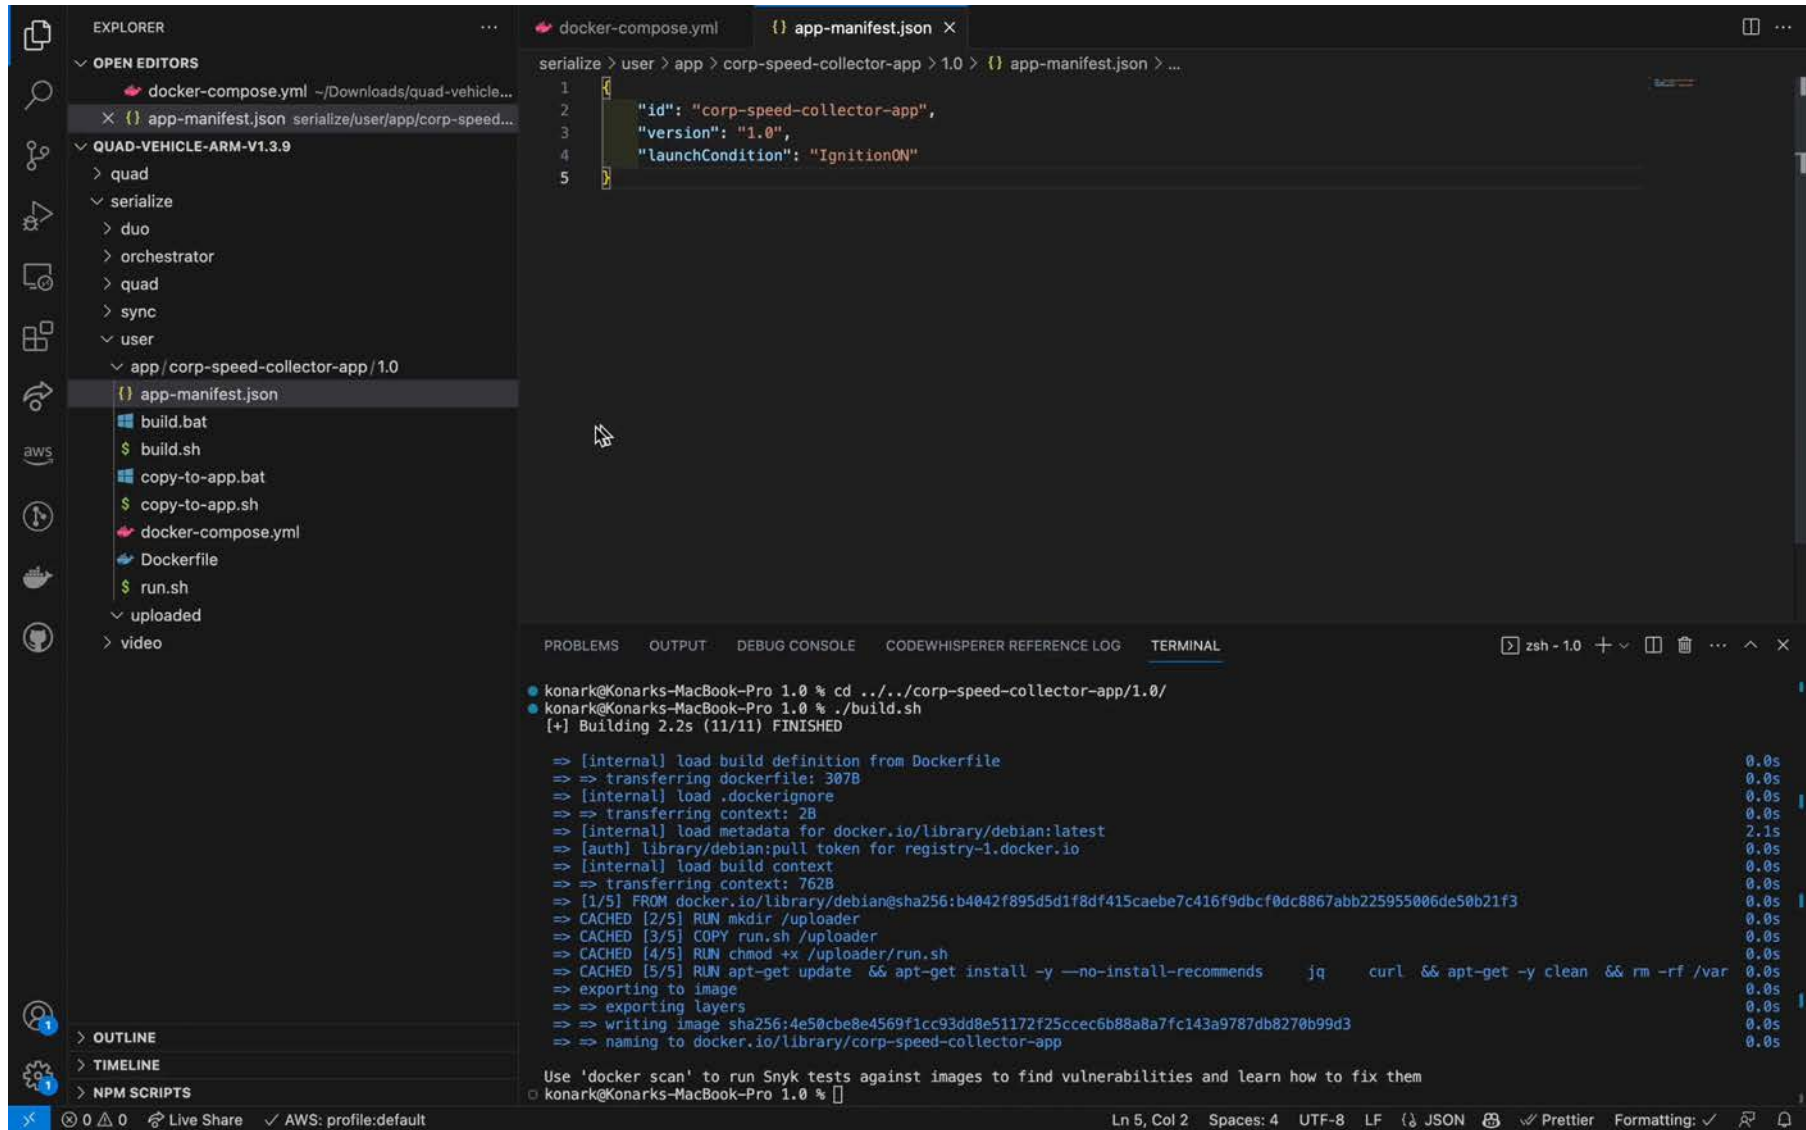 EXPLORER
OPEN EDITORS
docker-compose.yml ~/Downloads/quad-vehicle...
app-manifest.json serialize/user/app/corp-speed...
QUAD-VEHICLE-ARM-V1.3.9
quad
serialize
duo
orchestrator
quad
sync
user
app/corp-speed-collector-app/1.0
app-manifest.json
build.bat
build.sh
copy-to-app.bat
copy-to-app.sh
docker-compose.yml
Dockerfile
run.sh
uploaded
video
OUTLINE
TIMELINE
NPM SCRIPTS
aws
1
1
docker-compose.yml
{} app-manifest.json
serialize > user > app > corp-speed-collector-app > 1.0 > {} app-manifest.json > ...
1 {
2 "id": "corp-speed-collector-app",
3 "version": "1.0",
4 "launchCondition": "IgnitionON"
5 }
PROBLEMS OUTPUT DEBUG CONSOLE CODEWHISPERER REFERENCE LOG TERMINAL
zsh - 1.0
konark@Konarks-MacBook-Pro 1.0 % cd ../../corp-speed-collector-app/1.0/
konark@Konarks-MacBook-Pro 1.0 % ./build.sh
[+] Building 2.2s (11/11) FINISHED
=> [internal] load build definition from Dockerfile 0.0s
=> => transferring dockerfile: 307B 0.0s
=> [internal] load .dockerignore 0.0s
=> => transferring context: 2B 0.0s
=> [internal] load metadata for docker.io/library/debian:latest 2.1s
=> [auth] library/debian:pull token for registry-1.docker.io 0.0s
=> [internal] load build context 0.0s
=> => transferring context: 762B 0.0s
=> [1/5] FROM docker.io/library/debian@sha256:b4042f895d5d1f8df415caebe7c416f9dbcf0dc8867abb225955006de50b21f3 0.0s
=> CACHED [2/5] RUN mkdir /uploader 0.0s
=> CACHED [3/5] COPY run.sh /uploader 0.0s
=> CACHED [4/5] RUN chmod +x /uploader/run.sh 0.0s
=> CACHED [5/5] RUN apt-get update && apt-get install -y --no-install-recommends jq curl && apt-get -y clean && rm -rf /var 0.0s
=> exporting to image 0.0s
=> => exporting layers 0.0s
=> => writing image sha256:4e50cbe8e4569f1cc93dd8e51172f25ccec6b88a8a7fc143a9787db8270b99d3 0.0s
=> => naming to docker.io/library/corp-speed-collector-app 0.0s
Use 'docker scan' to run Snyk tests against images to find vulnerabilities and learn how to fix them
konark@Konarks-MacBook-Pro 1.0 %
0 0 Live Share AWS: profile:default Ln 5, Col 2 Spaces: 4 UTF-8 LF JSON Prettier Formatting: